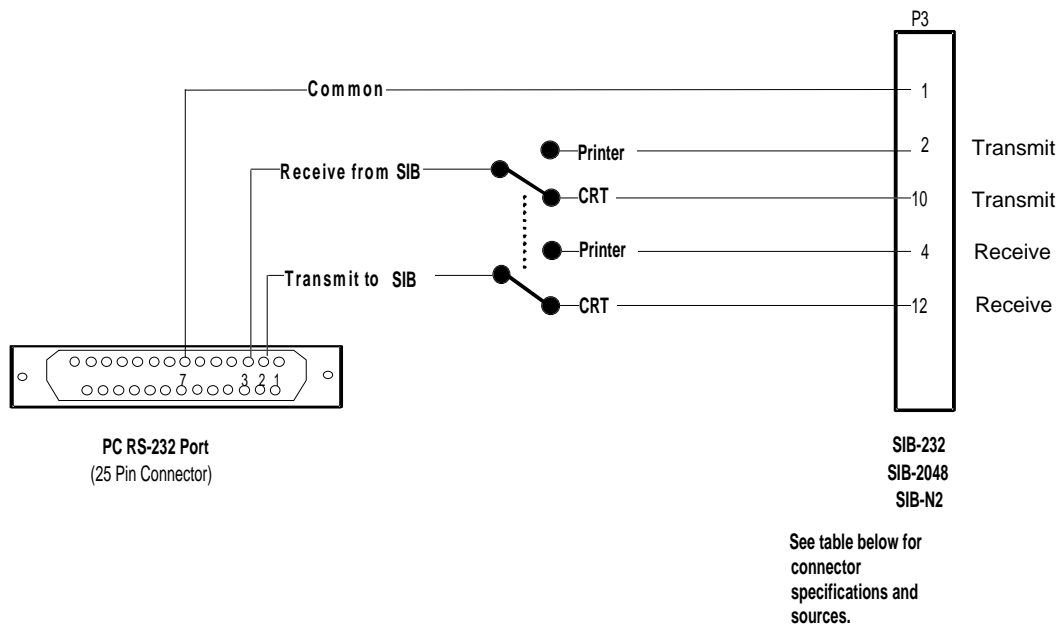 P3
Common
1
Printer
2
Transmit
Receive from SIB
CRT
10
Transmit
Printer
4
Receive
Transmit to SIB
CRT
12
Receive
7
3
2
1
PC RS-232 Port
(25 Pin Connector)
SIB-232
SIB-2048
SIB-N2
See table below for
connector
specifications and
sources.